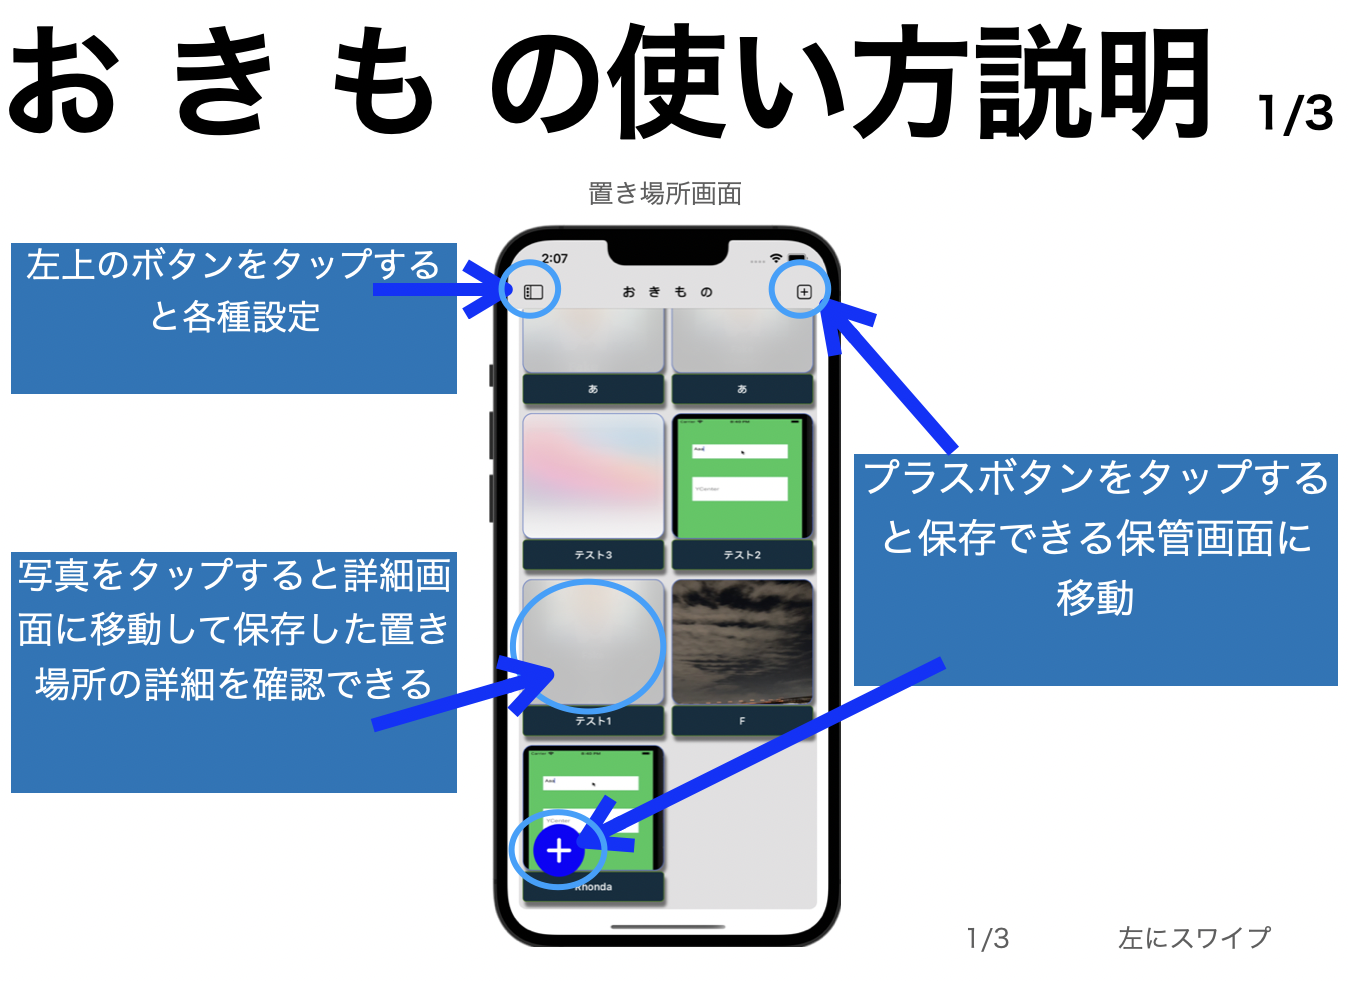 お き も の使い方説明 1/3
置き場所画面
左上のボタンをタップする
と各種設定
写真をタップすると詳細画
面に移動して保存した置き
場所の詳細を確認できる
2:07
お き も の
あ
あ
テスト3
テスト2
テスト1
F
Rhonda
プラスボタンをタップする
と保存できる保管画面に
移動
1/3
左にスワイプ